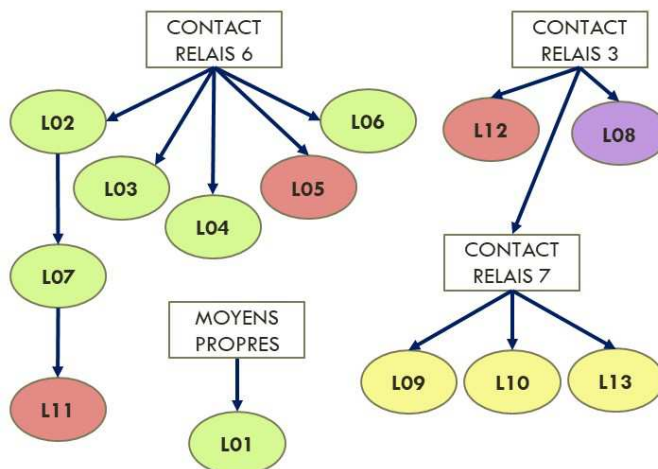 CONTACT
RELAIS 6
CONTACT
RELAIS 3
L02
L06
L12
L08
L03
L05
L04
L07
CONTACT
RELAIS 7
MOYENS
PROPRES
L09
L10
L13
L11
L01